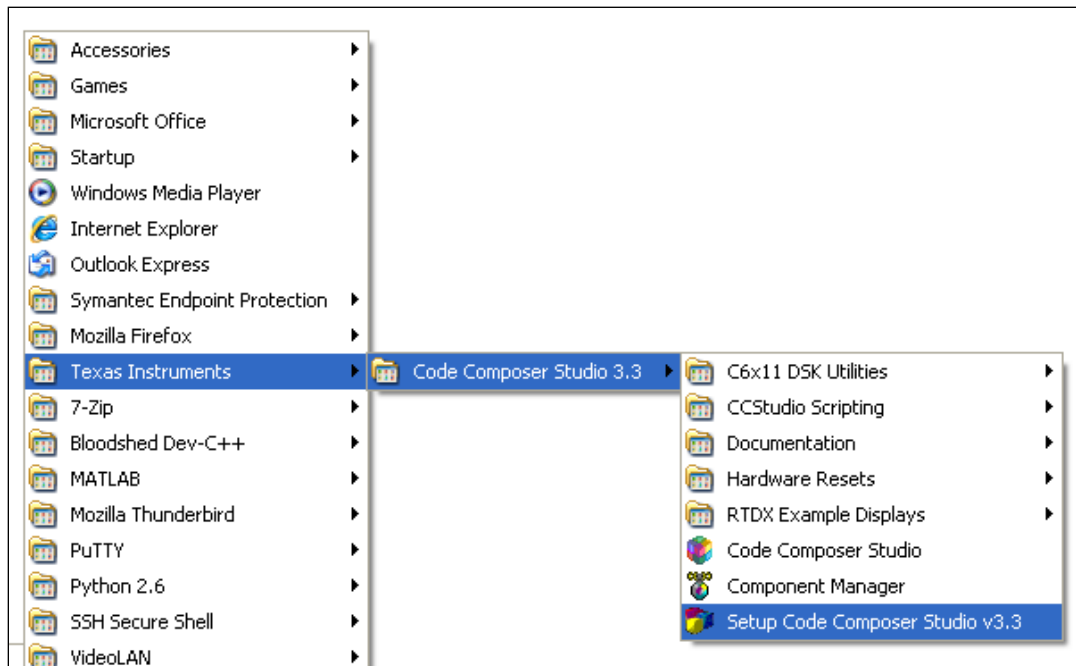 Accessories
Games
Microsoft Office
Startup
Windows Media Player
Internet Explorer
Outlook Express
Symantec Endpoint Protection
Mozilla Firefox
Texas Instruments
7-Zip
Bloodshed Dev-C++
MATLAB
Mozilla Thunderbird
PuTTY
Python 2.6
SSH Secure Shell
VideoLAN
Code Composer Studio 3.3
C6x11 DSK Utilities
CCStudio Scripting
Documentation
Hardware Resets
RTDX Example Displays
Code Composer Studio
Component Manager
Setup Code Composer Studio v3.3